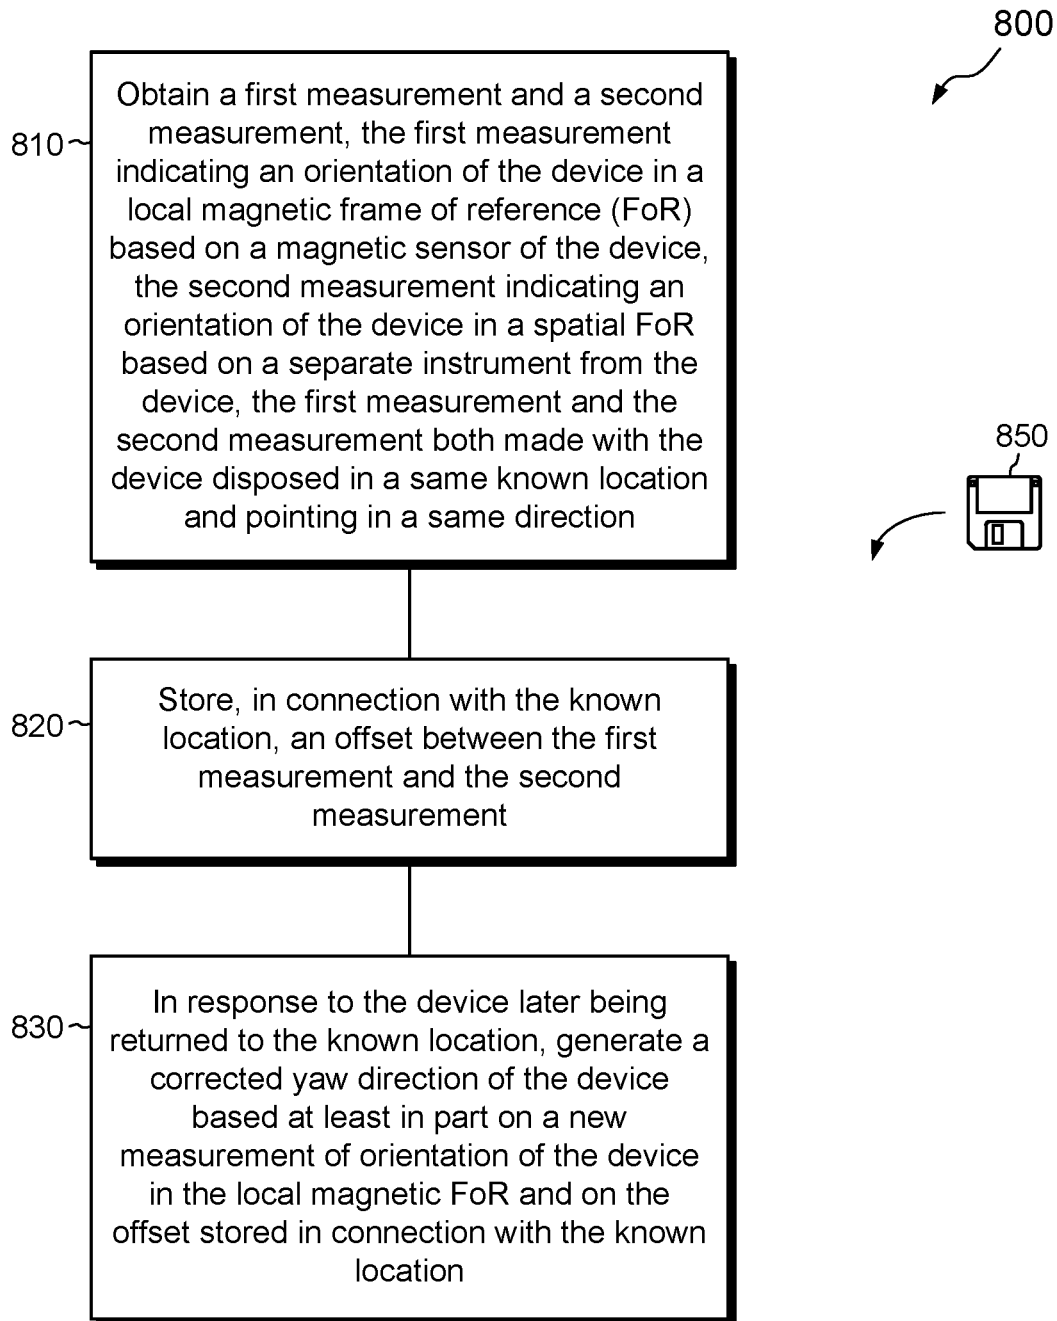 800
810
Obtain a first measurement and a second
measurement, the first measurement
indicating an orientation of the device in a
local magnetic frame of reference (FoR)
based on a magnetic sensor of the device,
the second measurement indicating an
orientation of the device in a spatial FoR
based on a separate instrument from the
device, the first measurement and the
second measurement both made with the
device disposed in a same known location
and pointing in a same direction
850
820
Store, in connection with the known
location, an offset between the first
measurement and the second
measurement
830
In response to the device later being
returned to the known location, generate a
corrected yaw direction of the device
based at least in part on a new
measurement of orientation of the device
in the local magnetic FoR and on the
offset stored in connection with the known
location